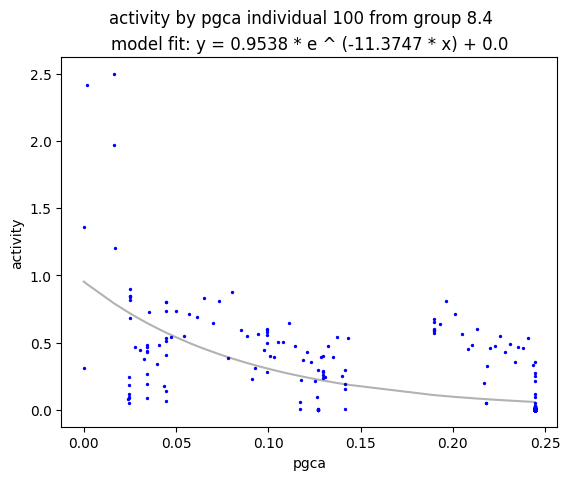 activity by pgca individual 100 from group 8.4
model fit: y = 0.9538 * e ^ (-11.3747 * x) + 0.0
2.5
2.0
1.5
1.0
0.5
0.0
activity
0.00 0.05 0.10 0.15 0.20 0.25
pgca